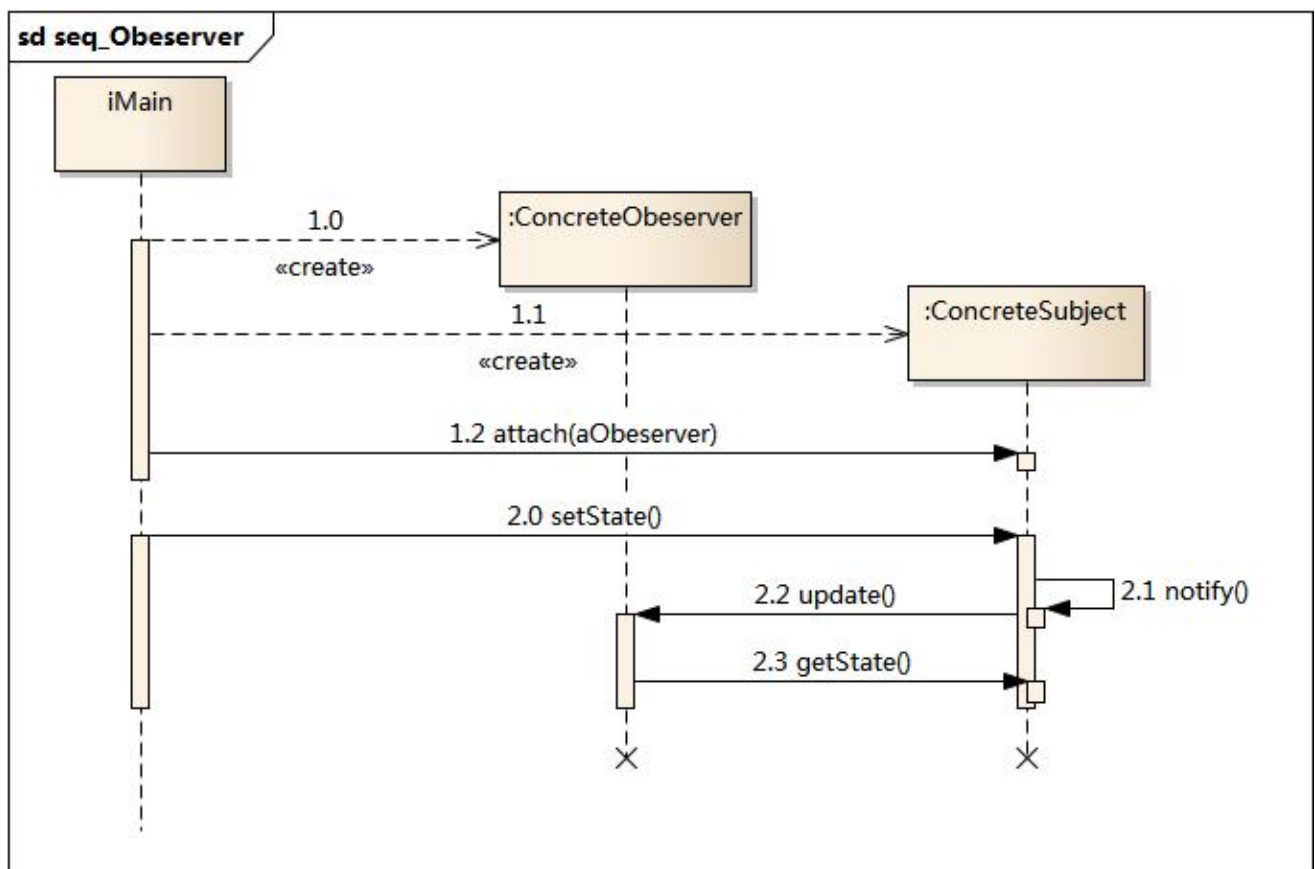 sd seq_Obeserver
iMain
:ConcreteObeserver
1.0
«create»
:ConcreteSubject
1.1
«create»
1.2 attach(aObeserver)
2.0 setState()
2.1 notify()
2.2 update()
2.3 getState()